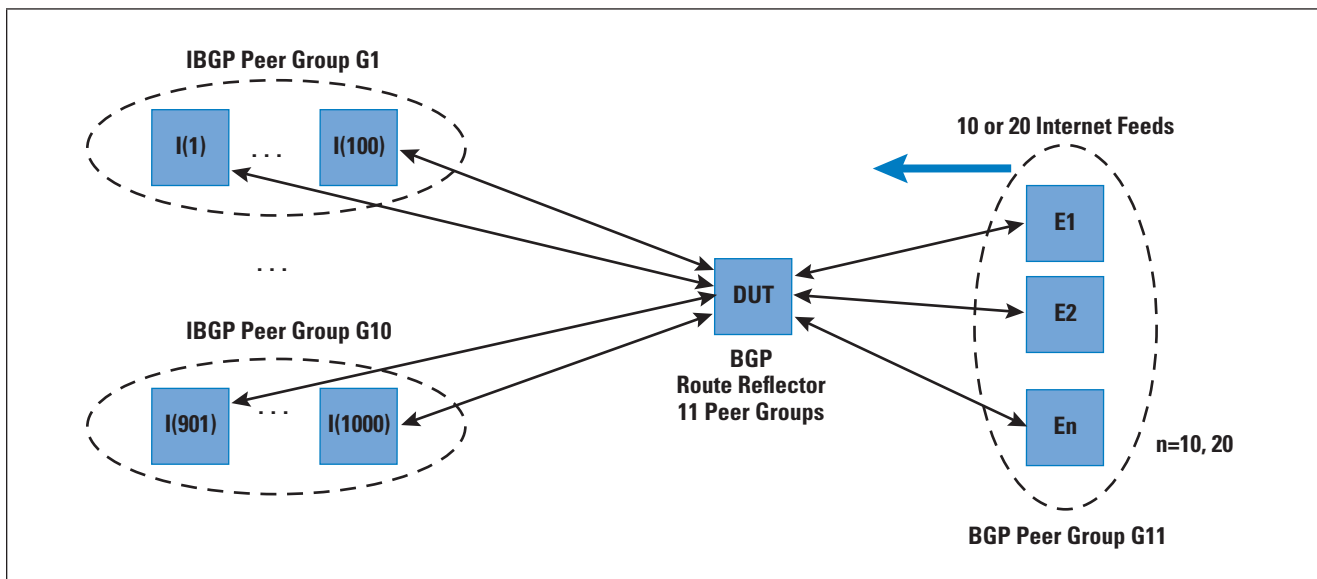 IBGP Peer Group G1
I(1)
. . .
I(100)
. . .
IBGP Peer Group G10
I(901)
. . .
I(1000)
DUT
BGP
Route Reflector
11 Peer Groups
10 or 20 Internet Feeds
E1
E2
En
n=10, 20
BGP Peer Group G11